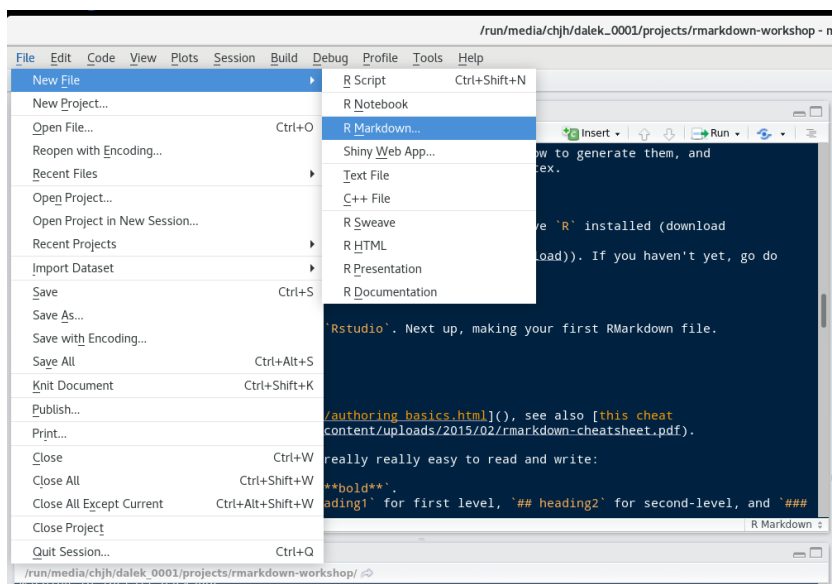 /run/media/chjh/dalek_0001/projects/rmarkdown-workshop -
File Edit Code View Plots Session Build Debug Profile Tools Help
New File
New Project...
Open File... Ctrl+O
Reopen with Encoding...
Recent Files
Open Project...
Open Project in New Session...
Recent Projects
Import Dataset
Save Ctrl+S
Save As...
Save with Encoding...
Save All Ctrl+Alt+S
Knit Document Ctrl+Shift+K
Publish...
Print...
Close Ctrl+W
Close All Ctrl+Shift+W
Close All Except Current Ctrl+Alt+Shift+W
Close Project
Quit Session... Ctrl+Q
R Script Ctrl+Shift+N
R Notebook
R Markdown...
Shiny Web App...
Text File
C++ File
R Sweave
R HTML
R Presentation
R Documentation
Insert Run
ow to generate them, and
tex.
ve `R` installed (download
load)). If you haven't yet, go do
`Rstudio`. Next up, making your first RMarkdown file.
/authoring_basics.html](), see also [this cheat
content/uploads/2015/02/rmarkdown-cheatsheet.pdf).
really really easy to read and write:
**bold**`.
ading1` for first level, `## heading2` for second-level, and `###
R Markdown
/run/media/chjh/dalek_0001/projects/rmarkdown-workshop/